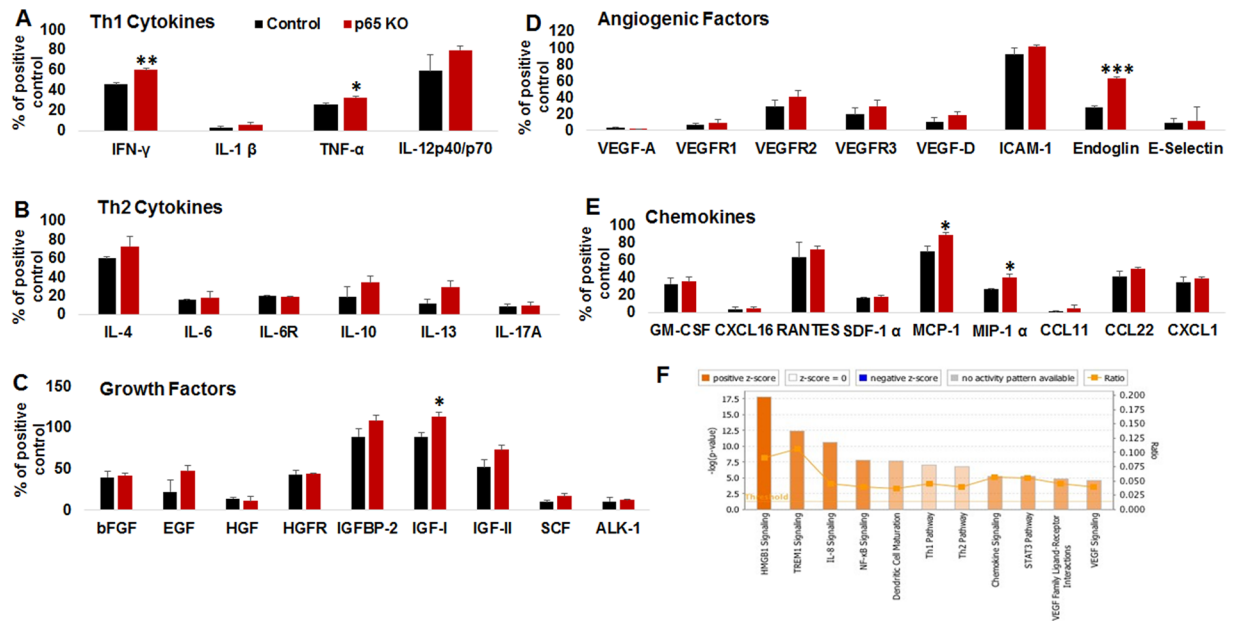 A
Th1 Cytokines
Control
p65 KO
% of positive
control
100
80
60
40
20
0
**
*
IFN-γ
IL-1 β
TNF-α
IL-12p40/p70
B
Th2 Cytokines
% of positive
control
100
80
60
40
20
0
IL-4
IL-6
IL-6R
IL-10
IL-13
IL-17A
C
Growth Factors
% of positive
control
150
100
50
0
*
bFGF
EGF
HGF
HGFR
IGFBP-2
IGF-I
IGF-II
SCF
ALK-1
D
Angiogenic Factors
% of positive
control
120
100
80
60
40
20
0
***
VEGF-A
VEGFR1
VEGFR2
VEGFR3
VEGF-D
ICAM-1
Endoglin
E-Selectin
E
Chemokines
% of positive
control
100
80
60
40
20
0
*
*
GM-CSF
CXCL16
RANTES
SDF-1 α
MCP-1
MIP-1 α
CCL11
CCL22
CXCL1
F
positive z-score
z-score = 0
negative z-score
no activity pattern available
Ratio
-log(p-value)
17.5
15.0
12.5
10.0
7.5
5.0
2.5
0.0
Threshold
0.200
0.175
0.150
0.125
0.100
0.075
0.050
0.025
0.000
Ratio
HMGB1 Signaling
TREM1 Signaling
IL-8 Signaling
NF-κB Signaling
Dendritic Cell Maturation
Th1 Pathway
Th2 Pathway
Chemokine Signaling
STAT3 Pathway
VEGF Family Ligand-Receptor
Interactions
VEGF Signaling